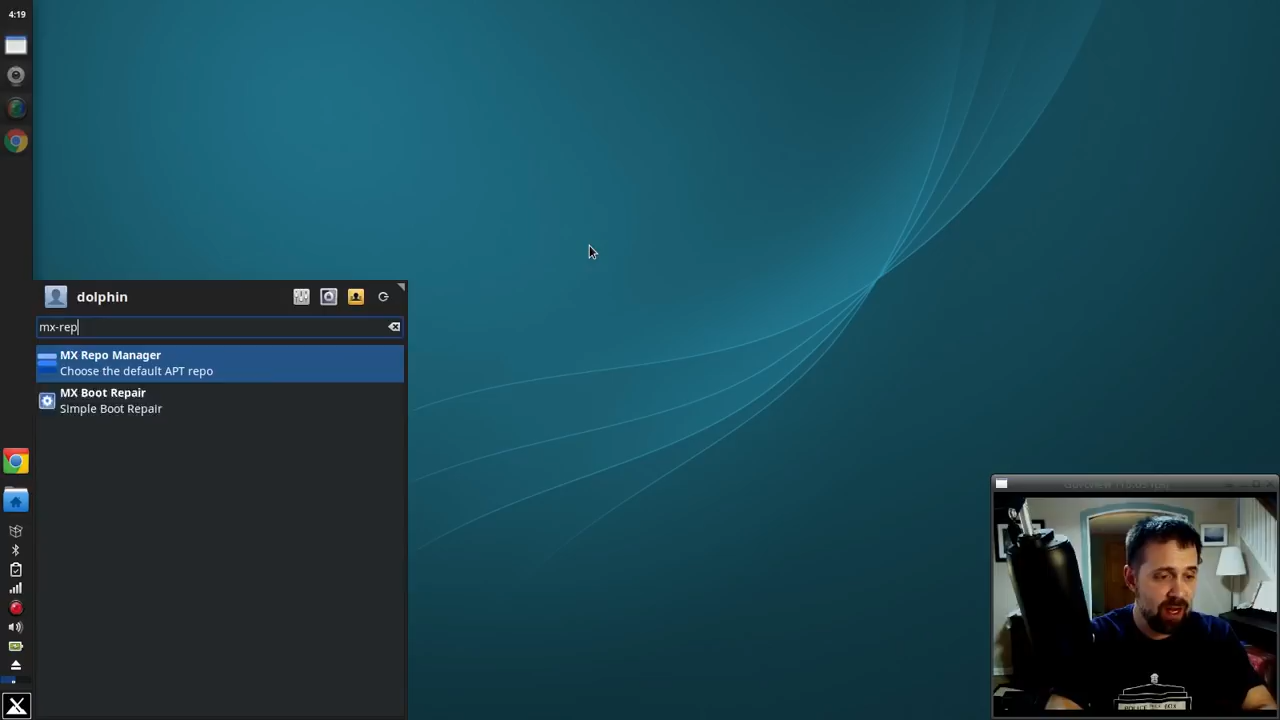 4:19
dolphin
mx-rep
MX Repo Manager
Choose the default APT repo
MX Boot Repair
Simple Boot Repair